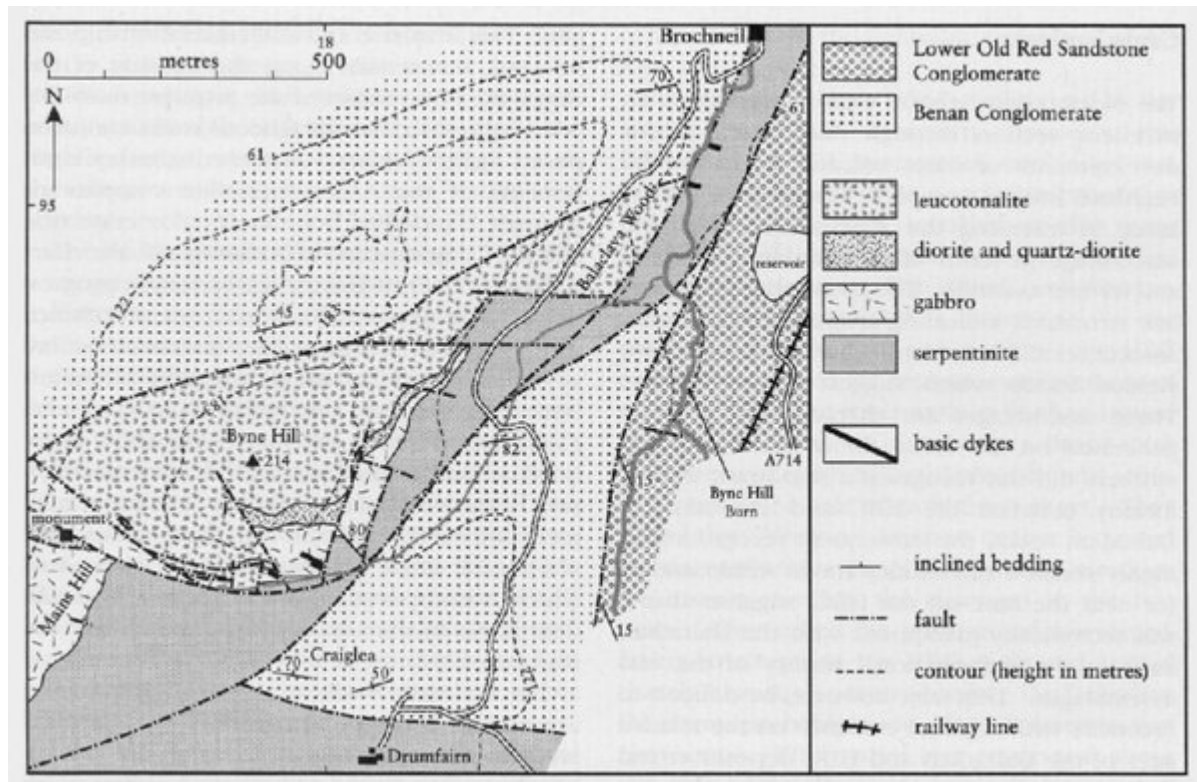 Brochneil
18
0 metres 500
N
70
61
61
95
Balaclava Wood
reservoir
122
45
183
Byne Hill
214
82
A714
monument
80
15
Byne Hill
Burn
Mains Hill
15
Craiglea
70
50
122
Drumfairn
Lower Old Red Sandstone
Conglomerate
Benan Conglomerate
leucotonalite
diorite and quartz-diorite
gabbro
serpentinite
basic dykes
inclined bedding
fault
contour (height in metres)
railway line